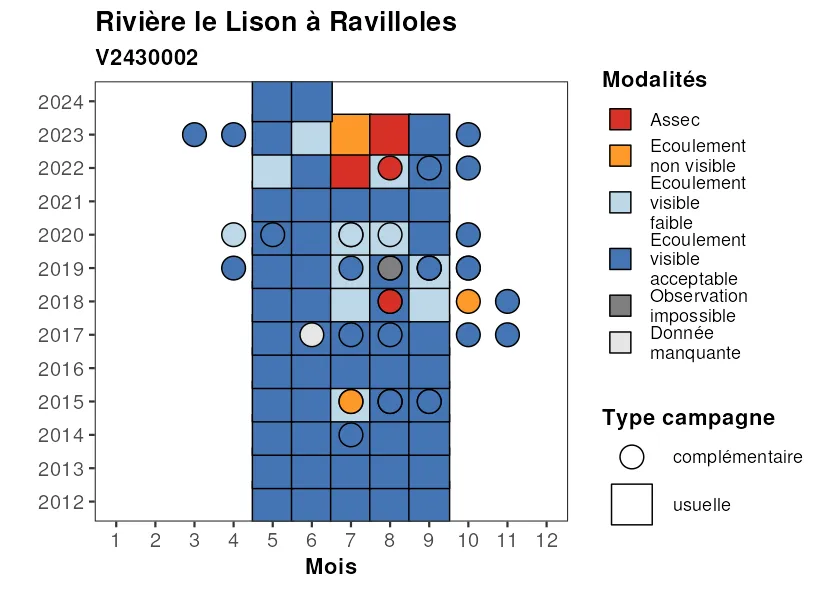 Rivière le Lison à Ravilloles
V2430002
2024
2023
2022
2021
2020
2019
2018
2017
2016
2015
2014
2013
2012
1 2 3 4 5 6 7 8 9 10 11 12
Mois
Modalités
Assec
Ecoulement
non visible
Ecoulement
visible
faible
Ecoulement
visible
acceptable
Observation
impossible
Donnée
manquante
Type campagne
complémentaire
usuelle